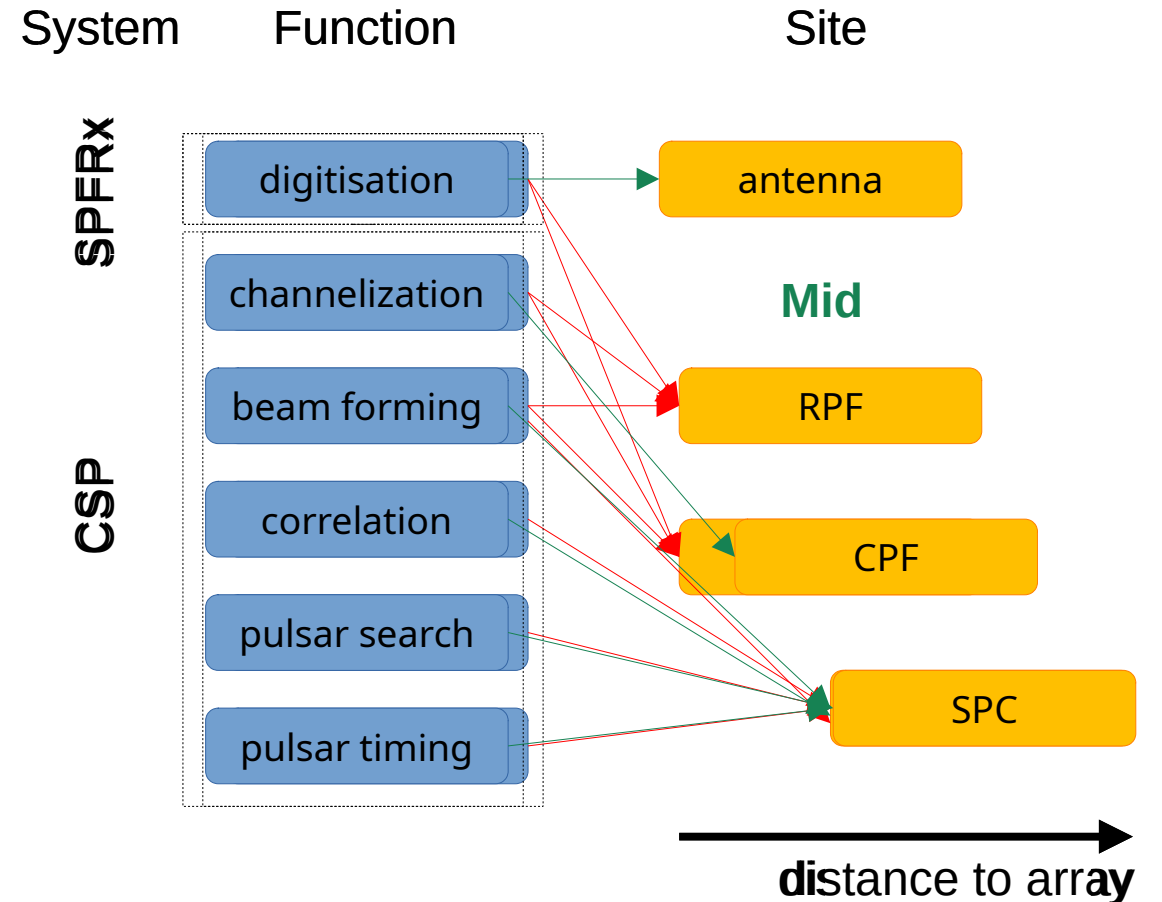 System Function Site
SPFRx
digitisation
antenna
channelization
Mid
beam forming
RPF
CSP
correlation
CPF
pulsar search
SPC
pulsar timing
distance to array